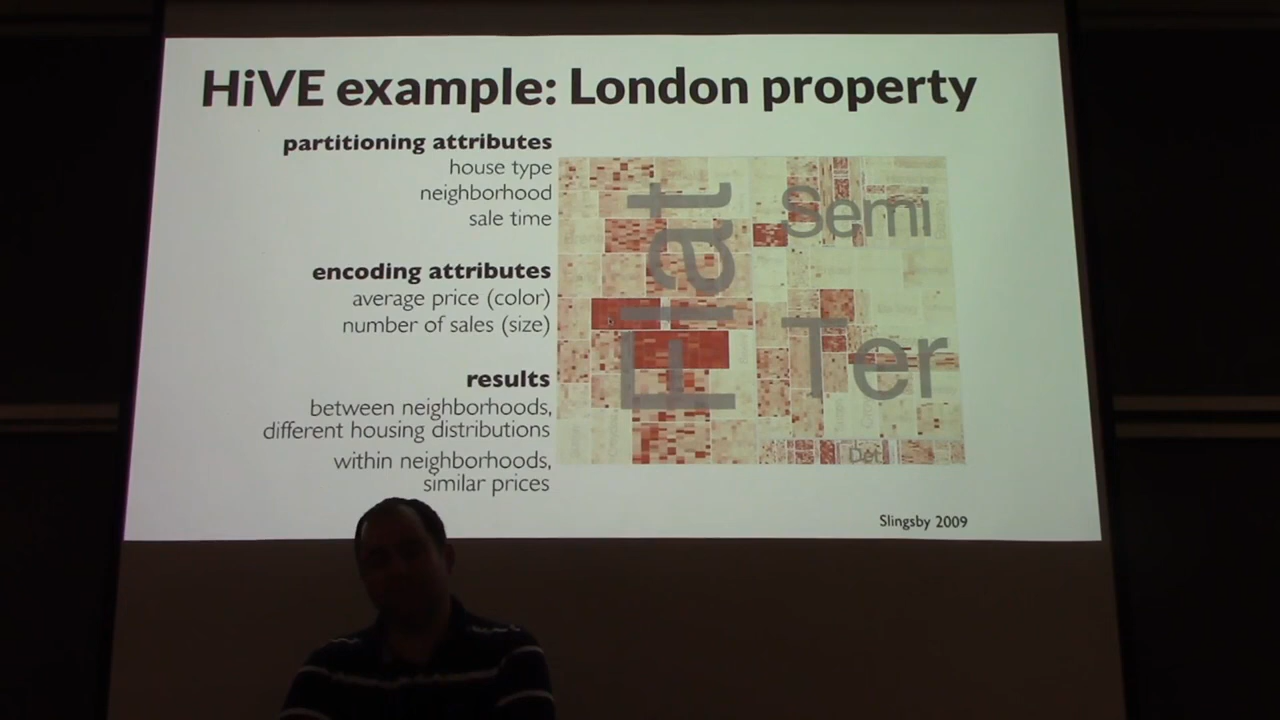 HiVE example: London property
partitioning attributes
house type
neighborhood
sale time
encoding attributes
average price (color)
number of sales (size)
results
between neighborhoods,
different housing distributions
within neighborhoods,
similar prices
Flat
Semi
Ter
Det
Slingsby 2009